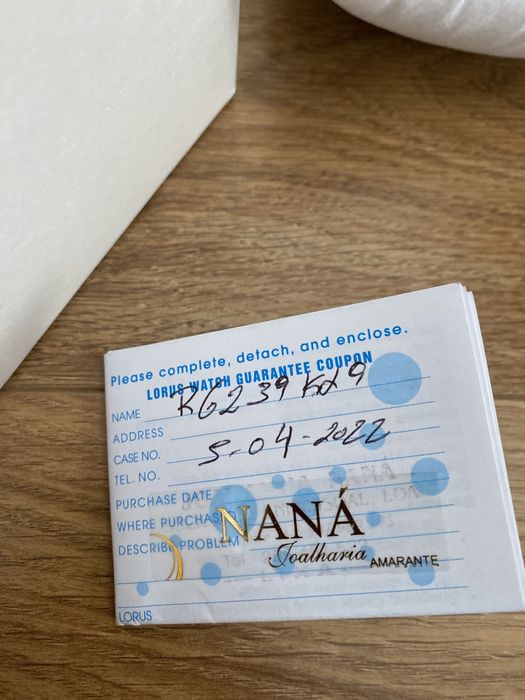 Please complete, detach, and enclose.
LORUS WATCH GUARANTEE COUPON
NAME RG239KX9
ADDRESS
CASE NO. 5-04-2022
TEL. NO.
PURCHASE DATE
WHERE PURCHASED
DESCRIBE PROBLEM
NANÁ
Joalharia AMARANTE
LORUS